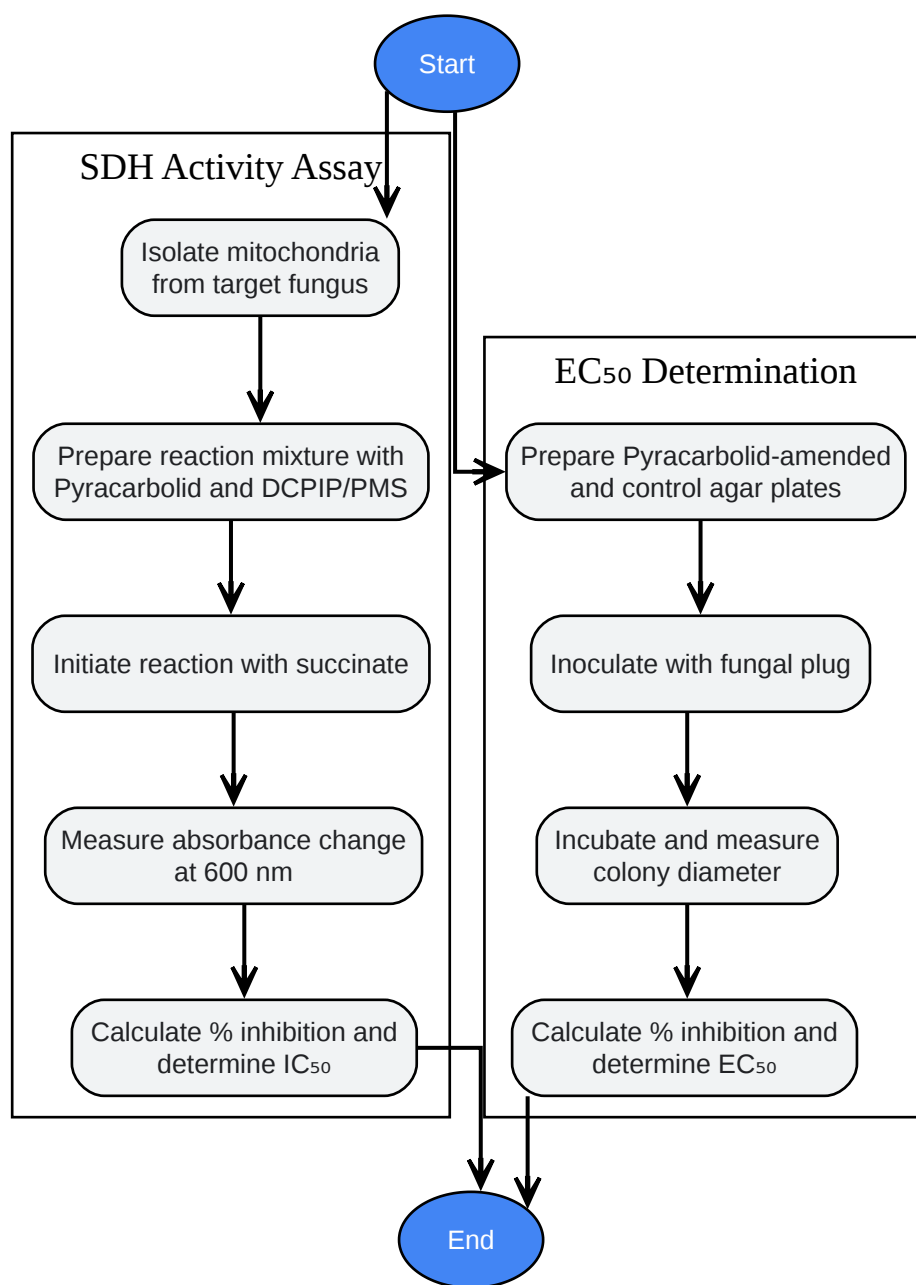 Start
SDH Activity Assay
Isolate mitochondria
from target fungus
Prepare reaction mixture with
Pyracarbolid and DCPIP/PMS
Initiate reaction with succinate
Measure absorbance change
at 600 nm
Calculate % inhibition and
determine IC₅₀
EC₅₀ Determination
Prepare Pyracarbolid-amended
and control agar plates
Inoculate with fungal plug
Incubate and measure
colony diameter
Calculate % inhibition and
determine EC₅₀
End